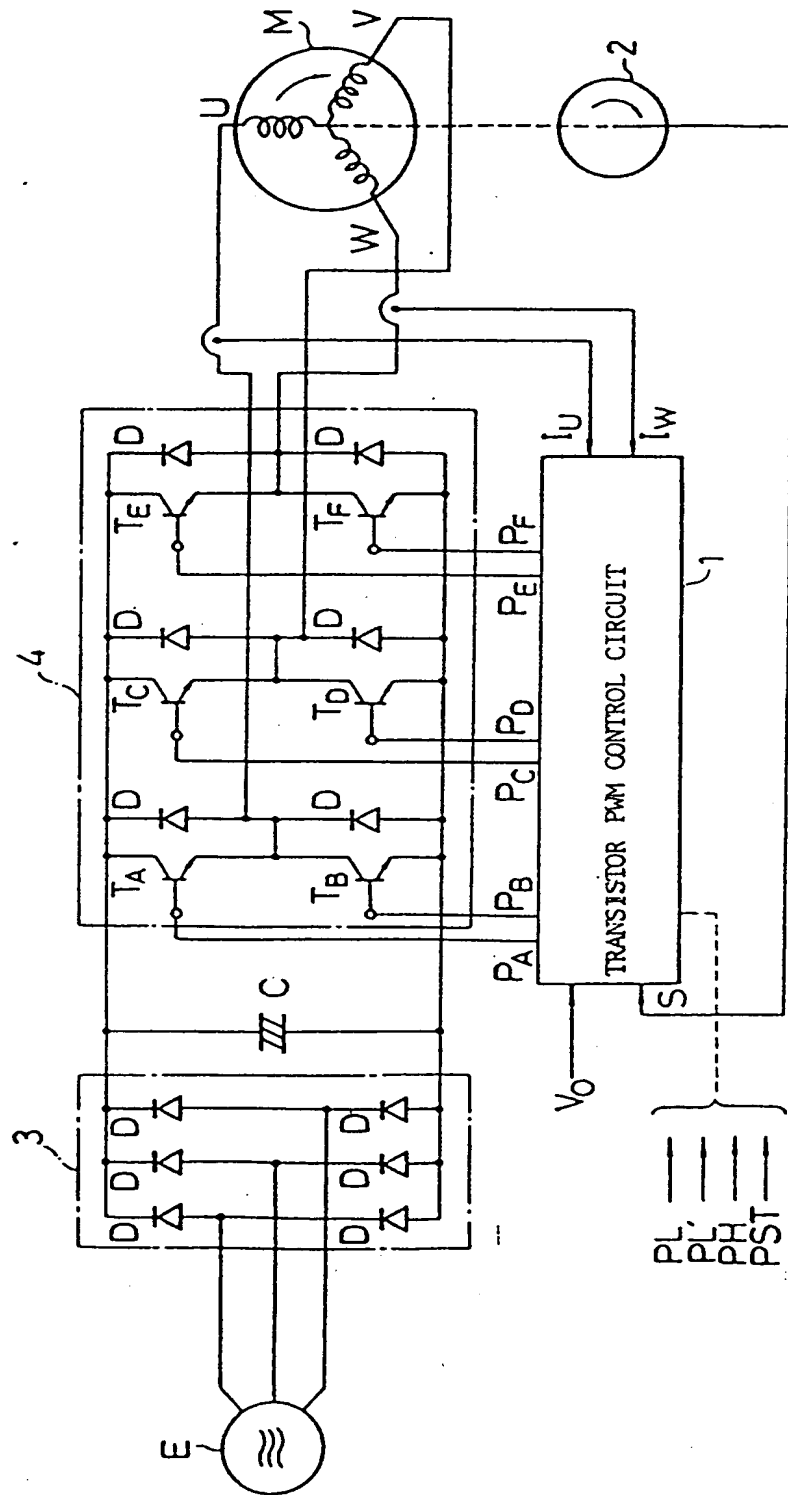 3
4
E
D
D
D
D
D
D
C
TA
TB
TC
TD
TE
TF
D
D
D
D
D
D
U
V
W
M
2
PA
PB
PC
PD
PE
PF
IU
IW
TRANSISTOR PWM CONTROL CIRCUIT
1
VO
S
PL
PL'
PH
PST